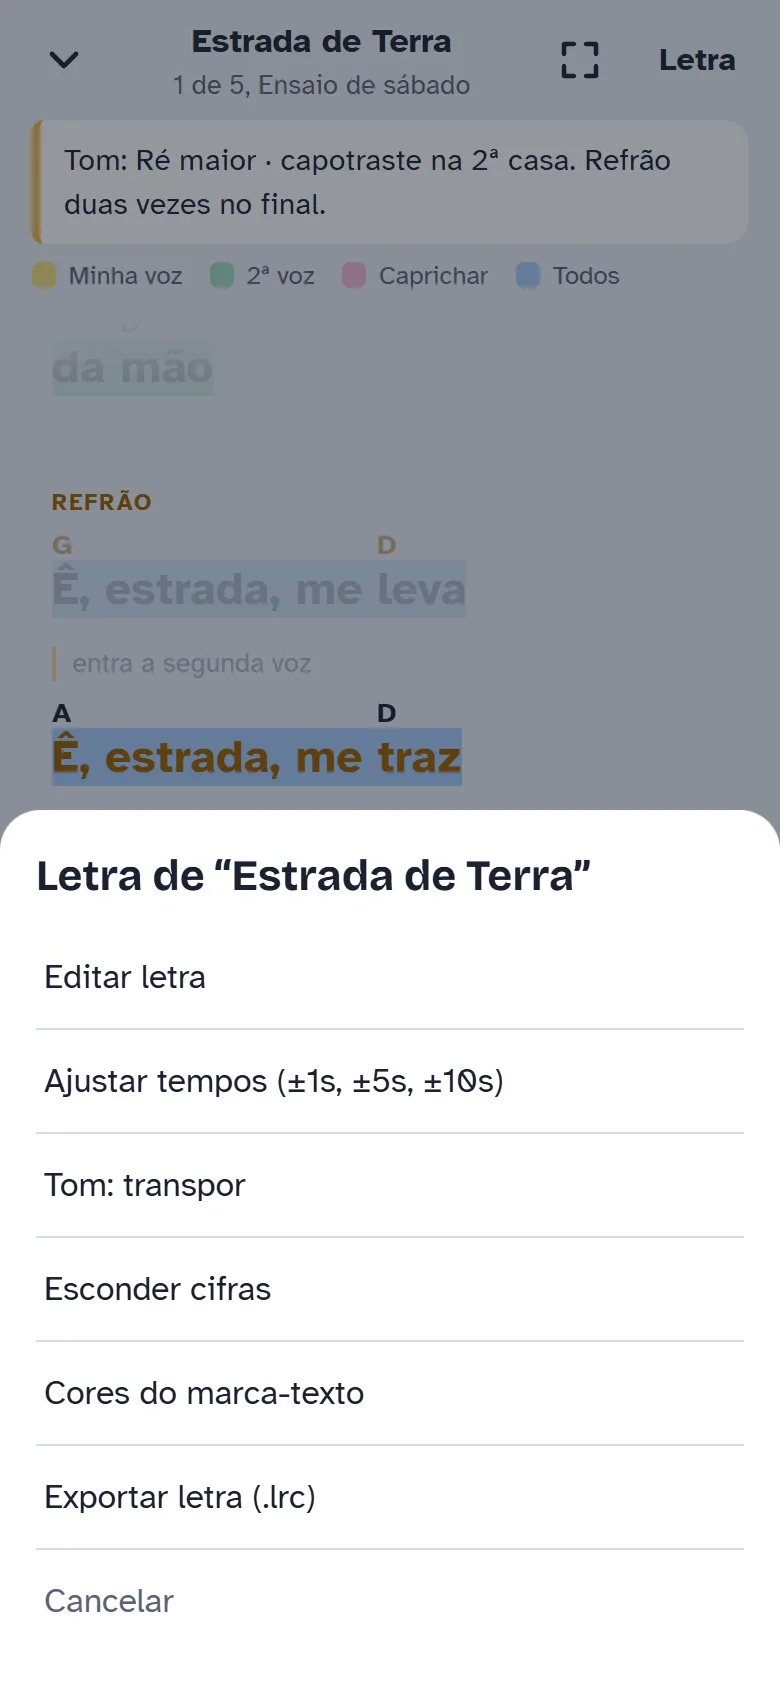 Estrada de Terra
1 de 5, Ensaio de sábado
Letra
Tom: Ré maior · capotraste na 2ª casa. Refrão
duas vezes no final.
Minha voz 2ª voz Caprichar Todos
D
da mão
REFRÃO
G D
Ê, estrada, me leva
entra a segunda voz
A D
Ê, estrada, me traz
Letra de “Estrada de Terra”
Editar letra
Ajustar tempos (±1s, ±5s, ±10s)
Tom: transpor
Esconder cifras
Cores do marca-texto
Exportar letra (.lrc)
Cancelar